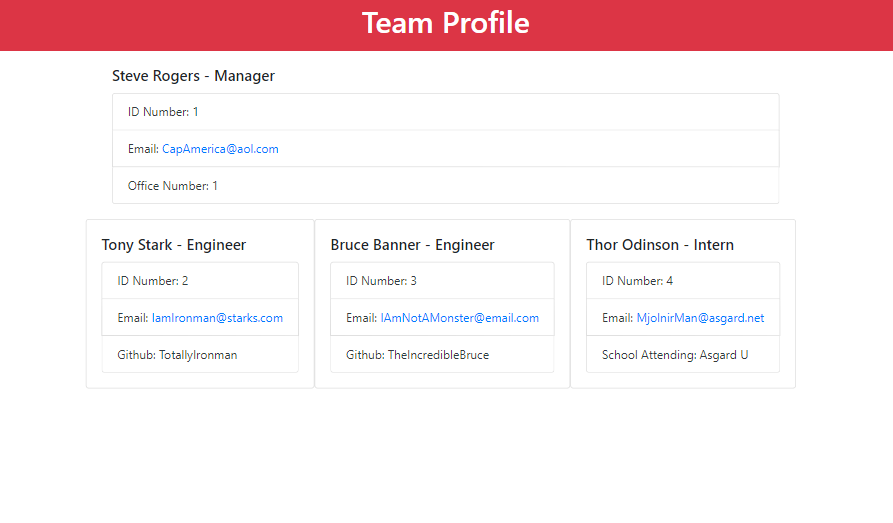 Team Profile
Steve Rogers - Manager
ID Number: 1
Email: CapAmerica@aol.com
Office Number: 1
Tony Stark - Engineer
ID Number: 2
Email: IamIronman@starks.com
Github: TotallyIronman
Bruce Banner - Engineer
ID Number: 3
Email: IAmNotAMonster@email.com
Github: TheIncredibleBruce
Thor Odinson - Intern
ID Number: 4
Email: MjolnirMan@asgard.net
School Attending: Asgard U